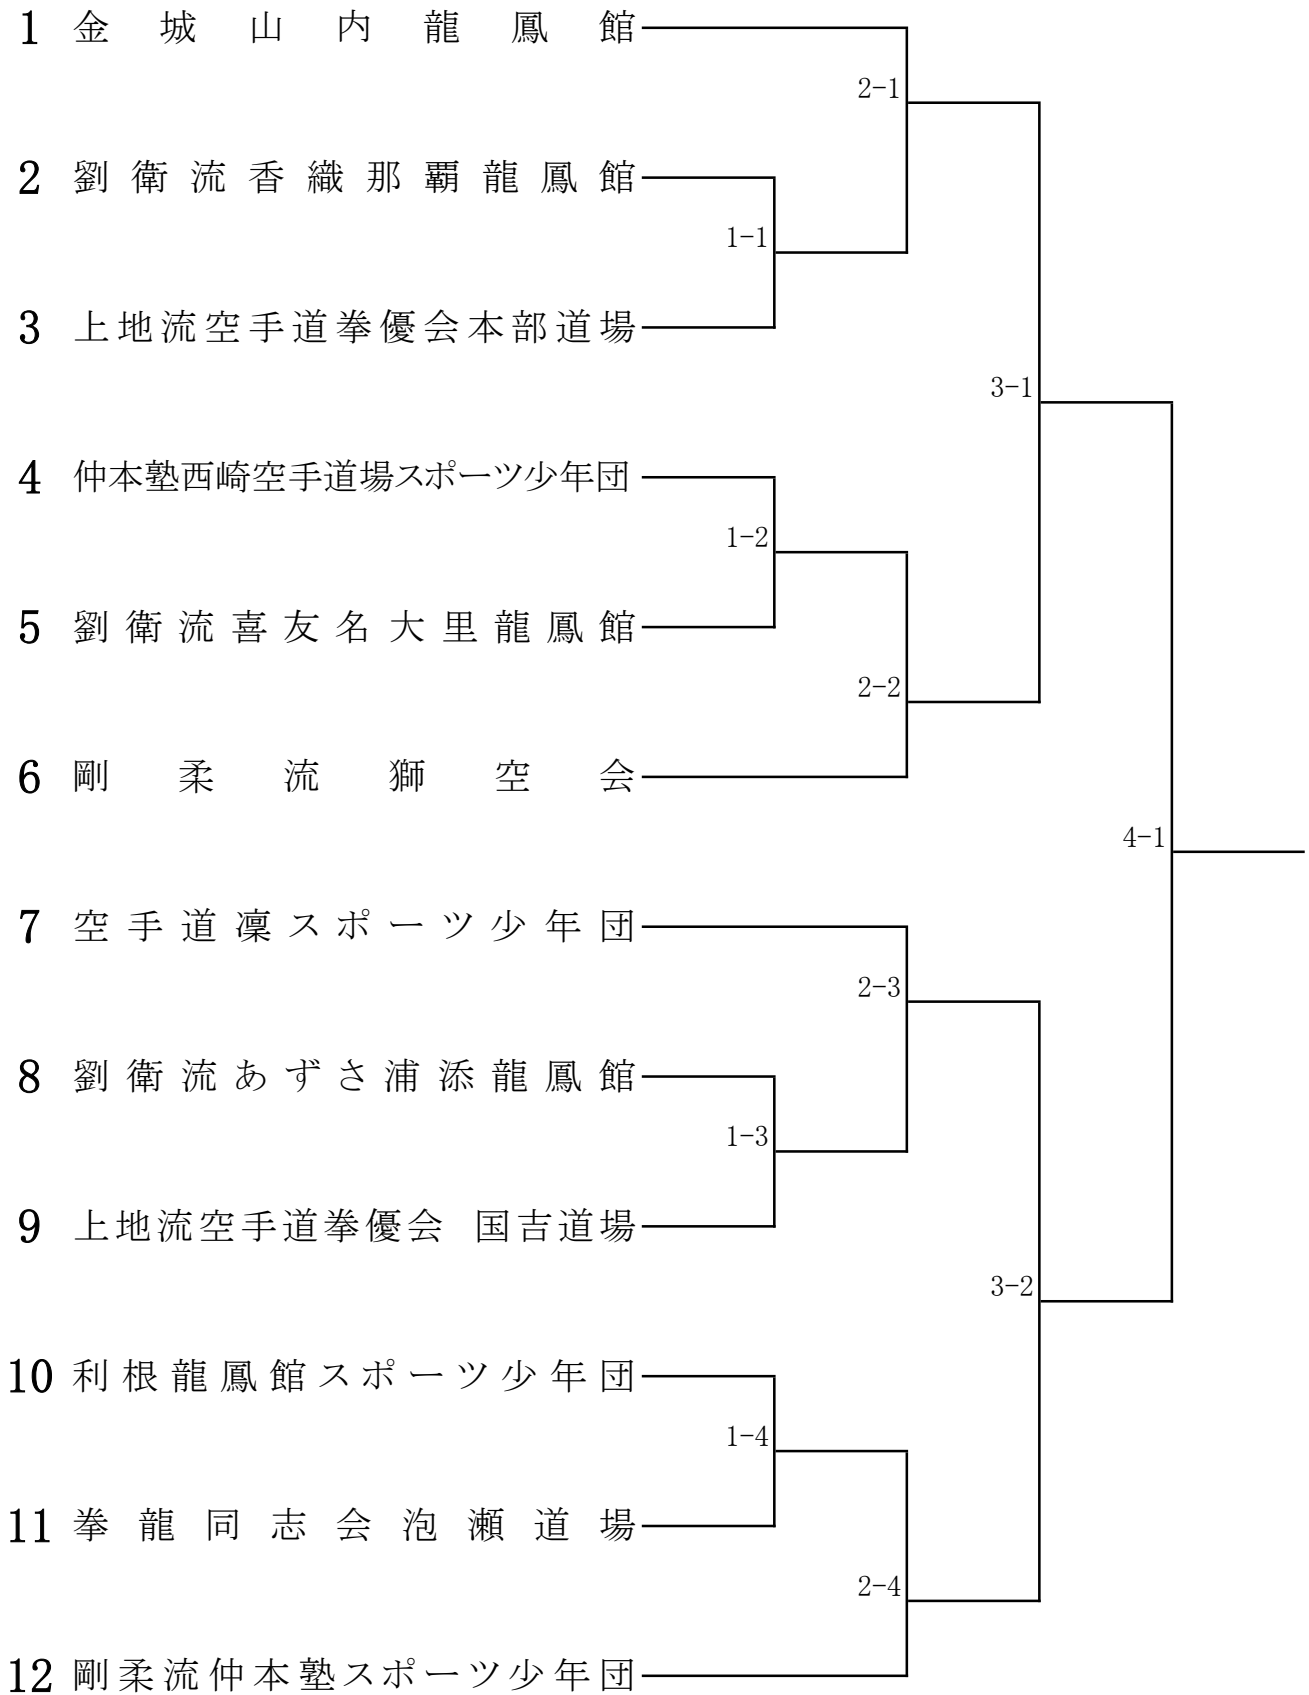 1 金城山内龍鳳館
2-1
2 劉衛流香織那覇龍鳳館
1-1
3 上地流空手道拳優会本部道場
3-1
4 仲本塾西崎空手道場スポーツ少年団
1-2
5 劉衛流喜友名大里龍鳳館
2-2
6 剛柔流獅空会
4-1
7 空手道凜スポーツ少年団
2-3
8 劉衛流あずさ浦添龍鳳館
1-3
9 上地流空手道拳優会 国吉道場
3-2
10 利根龍鳳館スポーツ少年団
1-4
11 拳龍同志会泡瀬道場
2-4
12 剛柔流仲本塾スポーツ少年団